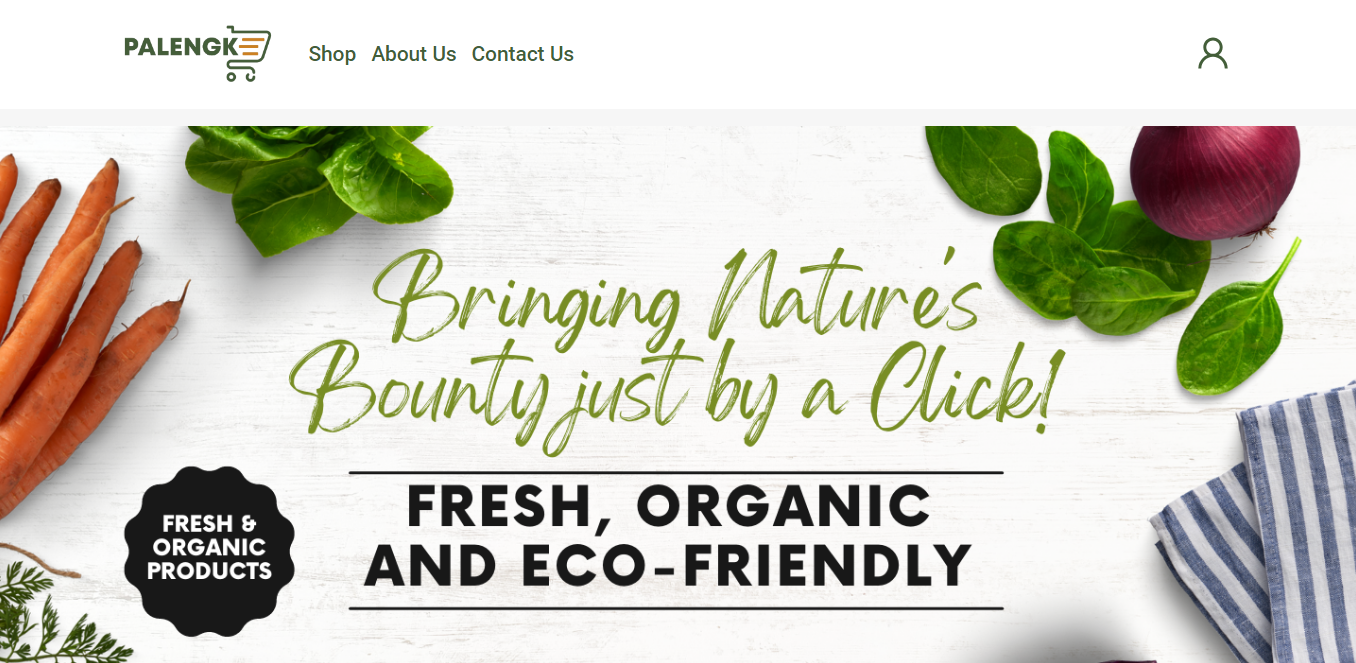 PALENGKE
Shop
About Us
Contact Us
Bringing Nature's
Bounty just by a Click!
FRESH, ORGANIC
AND ECO-FRIENDLY
FRESH &
ORGANIC
PRODUCTS